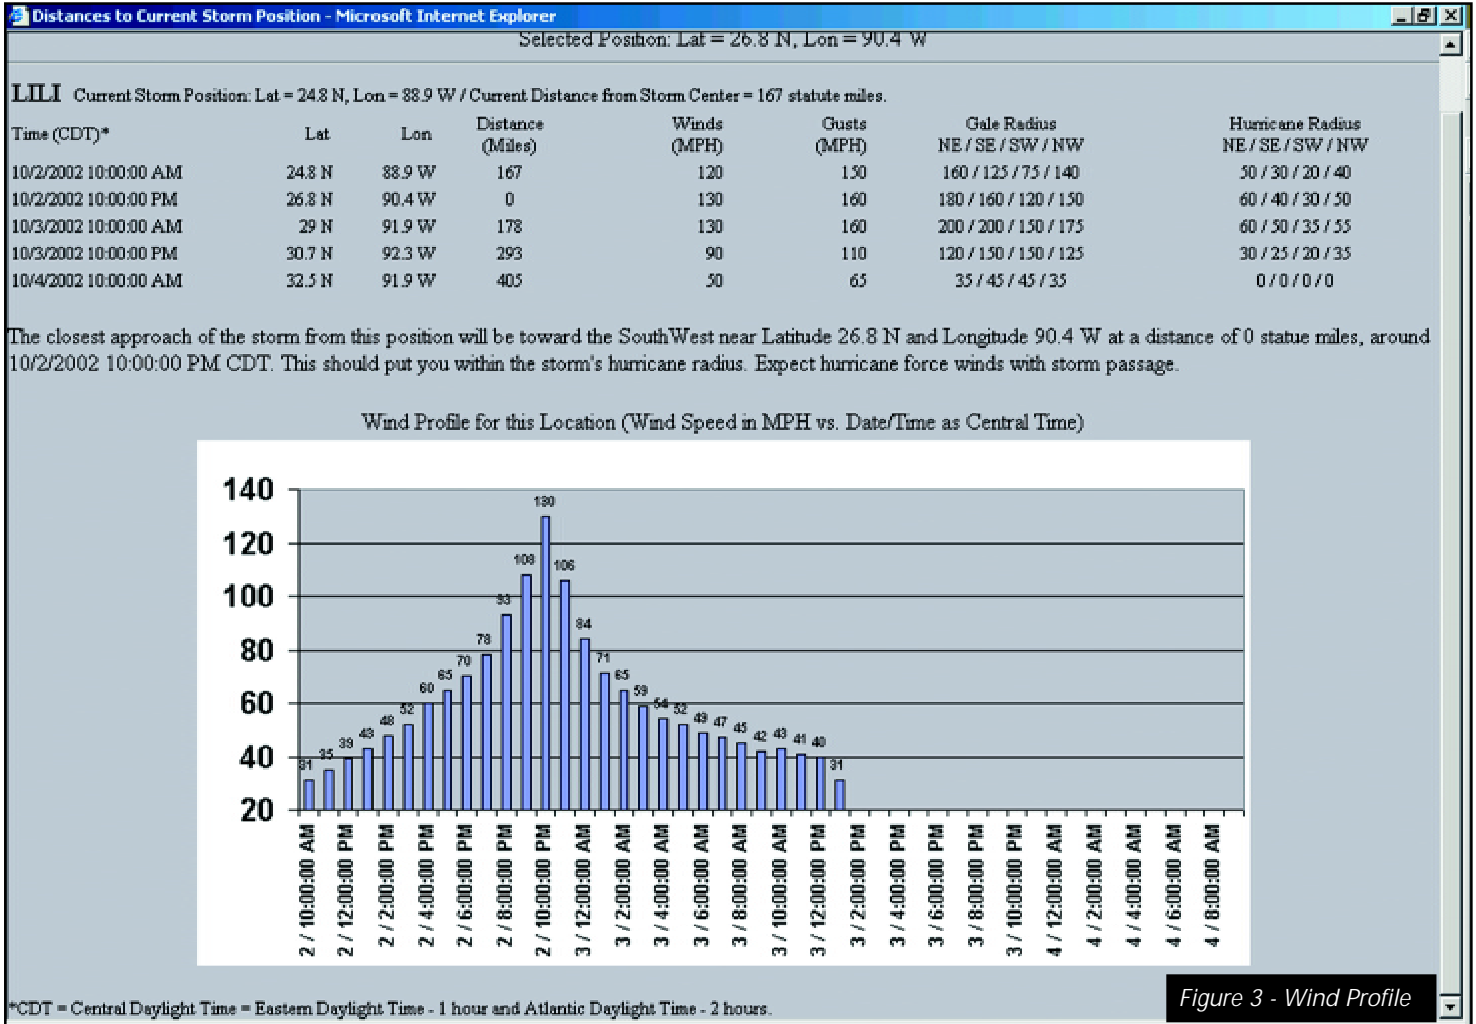 Distances to Current Storm Position - Microsoft Internet Explorer
Selected Position: Lat = 26.8 N, Lon = 90.4 W
LILI Current Storm Position: Lat = 24.8 N, Lon = 88.9 W / Current Distance from Storm Center = 167 statute miles.
Time (CDT)* Lat Lon Distance (Miles) Winds (MPH) Gusts (MPH) Gale Radius NE / SE / SW / NW Hurricane Radius NE / SE / SW / NW
10/2/2002 10:00:00 AM 24.8 N 88.9 W 167 120 150 160 / 125 / 75 / 140 50 / 30 / 20 / 40
10/2/2002 10:00:00 PM 26.8 N 90.4 W 0 130 160 180 / 160 / 120 / 150 60 / 40 / 30 / 50
10/3/2002 10:00:00 AM 29 N 91.9 W 178 130 160 200 / 200 / 150 / 175 60 / 50 / 35 / 55
10/3/2002 10:00:00 PM 30.7 N 92.3 W 293 90 110 120 / 150 / 150 / 125 30 / 25 / 20 / 35
10/4/2002 10:00:00 AM 32.5 N 91.9 W 405 50 65 35 / 45 / 45 / 35 0 / 0 / 0 / 0
The closest approach of the storm from this position will be toward the SouthWest near Latitude 26.8 N and Longitude 90.4 W at a distance of 0 statue miles, around
10/2/2002 10:00:00 PM CDT. This should put you within the storm's hurricane radius. Expect hurricane force winds with storm passage.
Wind Profile for this Location (Wind Speed in MPH vs. Date/Time as Central Time)
140
120
100
80
60
40
20
31 35 39 43 48 52 60 65 70 78 93 108 130 106 84 71 65 59 54 52 49 47 45 42 43 41 40 31
2 / 10:00:00 AM
2 / 12:00:00 PM
2 / 2:00:00 PM
2 / 4:00:00 PM
2 / 6:00:00 PM
2 / 8:00:00 PM
2 / 10:00:00 PM
3 / 12:00:00 AM
3 / 2:00:00 AM
3 / 4:00:00 AM
3 / 6:00:00 AM
3 / 8:00:00 AM
3 / 10:00:00 AM
3 / 12:00:00 PM
3 / 2:00:00 PM
3 / 4:00:00 PM
3 / 6:00:00 PM
3 / 8:00:00 PM
3 / 10:00:00 PM
4 / 12:00:00 AM
4 / 2:00:00 AM
4 / 4:00:00 AM
4 / 6:00:00 AM
4 / 8:00:00 AM
*CDT = Central Daylight Time = Eastern Daylight Time - 1 hour and Atlantic Daylight Time - 2 hours.
Figure 3 - Wind Profile